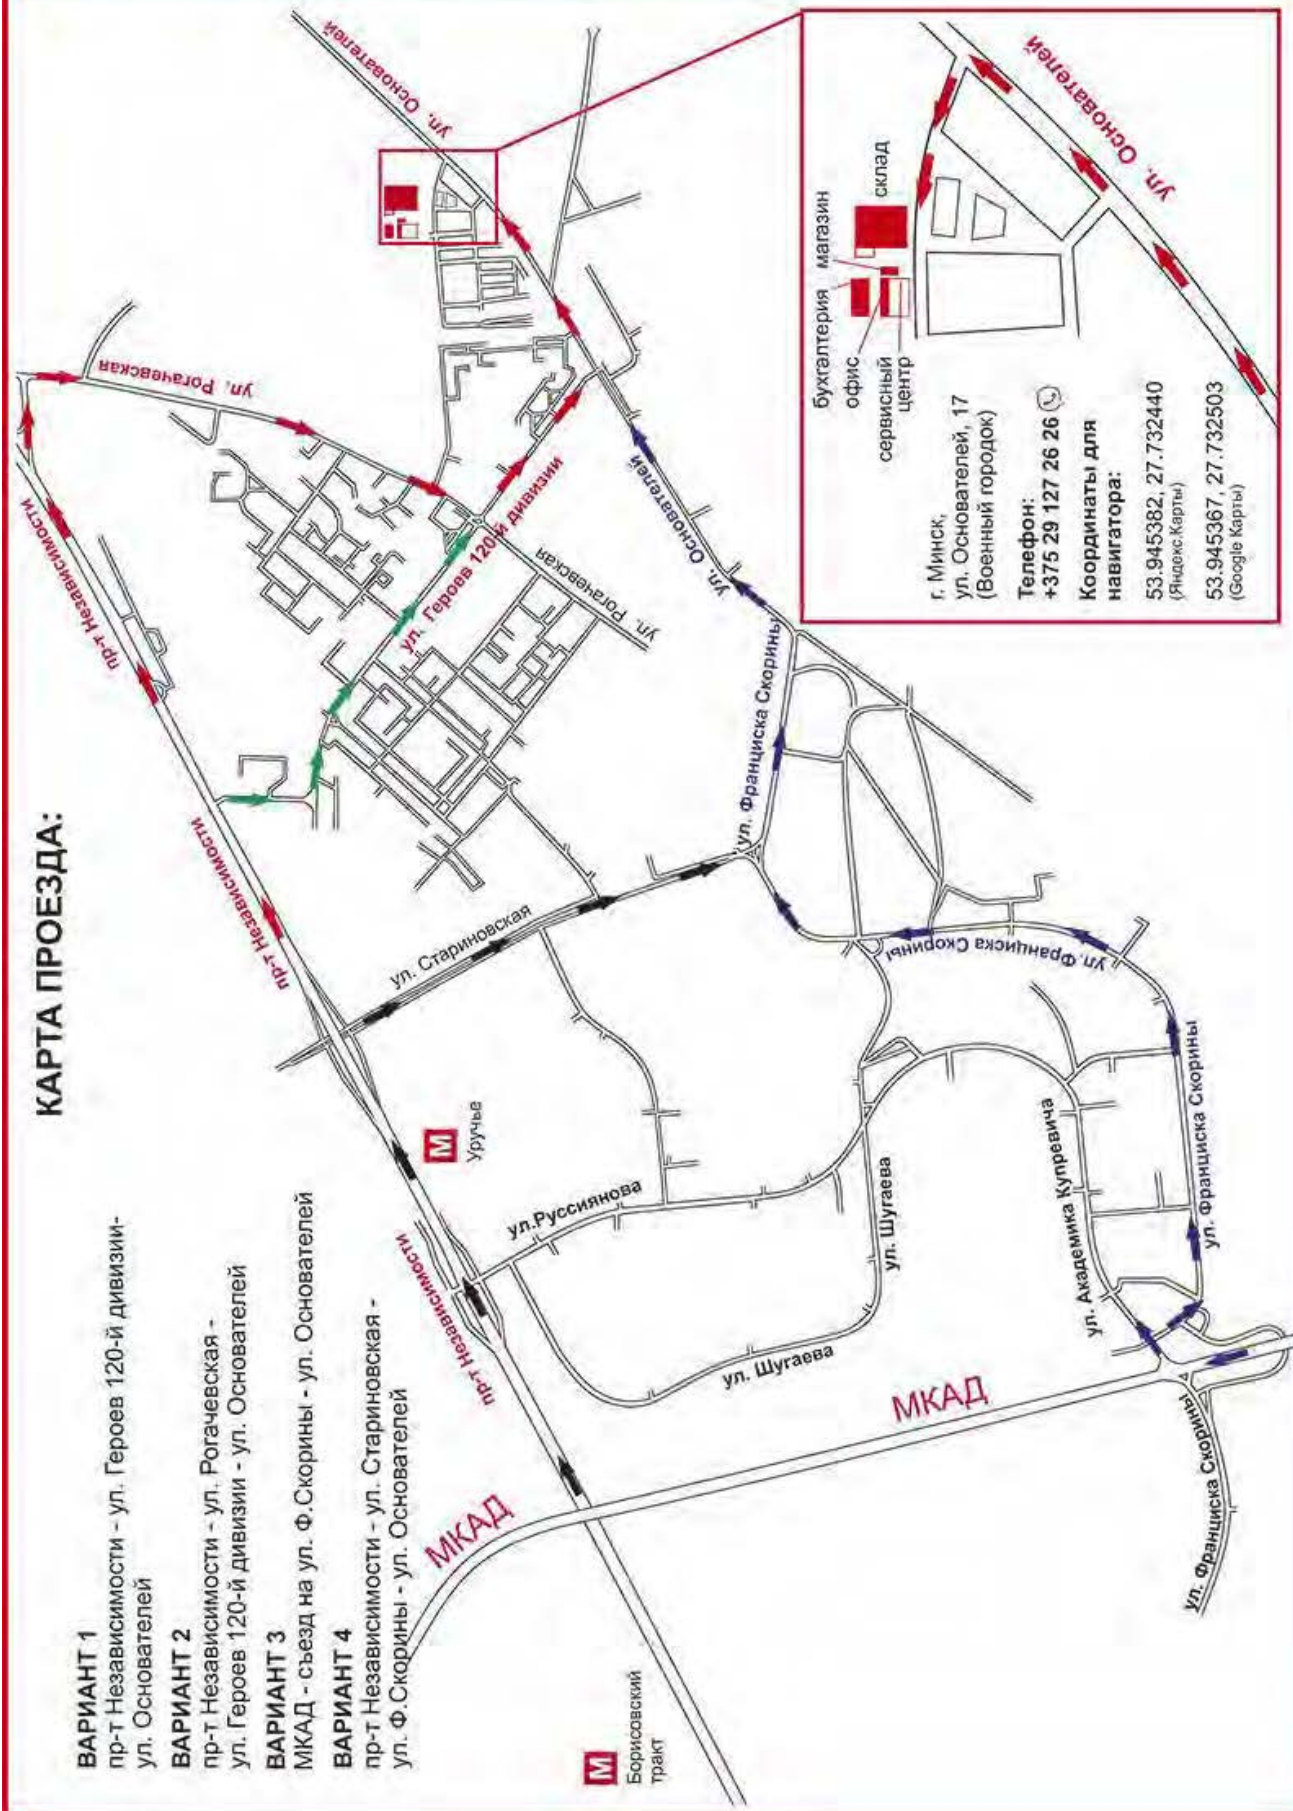 КАРТА ПРОЕЗДА:
ВАРИАНТ 1
пр-т Независимости - ул. Героев 120-й дивизии-
ул. Основателей
ВАРИАНТ 2
пр-т Независимости - ул. Рогачевская -
ул. Героев 120-й дивизии - ул. Основателей
ВАРИАНТ 3
МКАД - съезд на ул. Ф.Скорины - ул. Основателей
ВАРИАНТ 4
пр-т Независимости - ул. Стариновская -
ул. Ф.Скорины - ул. Основателей
М
Борисовский
тракт
МКАД
МКАД
пр-т Независимости
М
Уручье
пр-т Независимости
пр-т Независимости
ул. Рогачевская
ул. Основателей
ул. Героев 120-й дивизии
ул. Рогачевская
ул. Стариновская
ул.Руссиянова
ул. Шугаева
ул. Шугаева
ул. Академика Купревича
ул. Франциска Скорины
ул. Франциска Скорины
ул. Франциска Скорины
ул. Франциска Скорины
ул. Франциска Скорины
ул. Основателей
ул. Основателей
бухгалтерия
магазин
офис
склад
сервисный
центр
ул. Основателей
г. Минск,
ул. Основателей, 17
(Военный городок)
Телефон:
+375 29 127 26 26
Координаты для
навигатора:
53.945382, 27.732440
(Яндекс.Карты)
53.945367, 27.732503
(Google Карты)